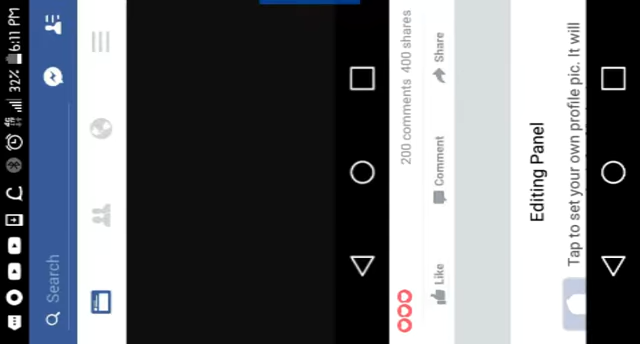 4G 32% 6:11 PM
Search
200 comments 400 shares
Like Comment Share
Editing Panel
Tap to set your own profile pic. It will